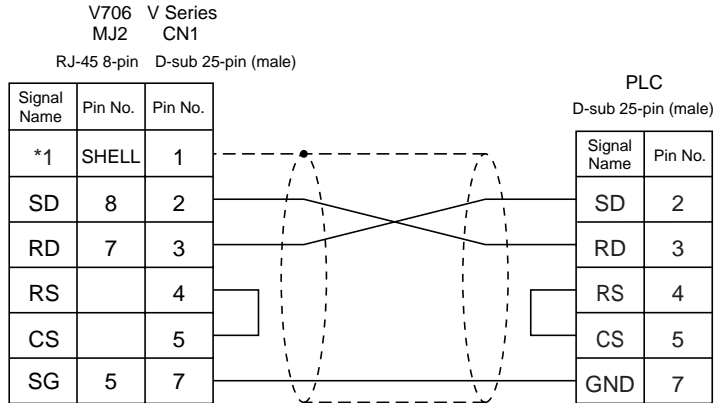 V706 V Series
MJ2 CN1
RJ-45 8-pin D-sub 25-pin (male)
Signal Name Pin No. Pin No.
*1 SHELL 1
SD 8 2
RD 7 3
RS 4
CS 5
SG 5 7
PLC
D-sub 25-pin (male)
Signal Name Pin No.
SD 2
RD 3
RS 4
CS 5
GND 7